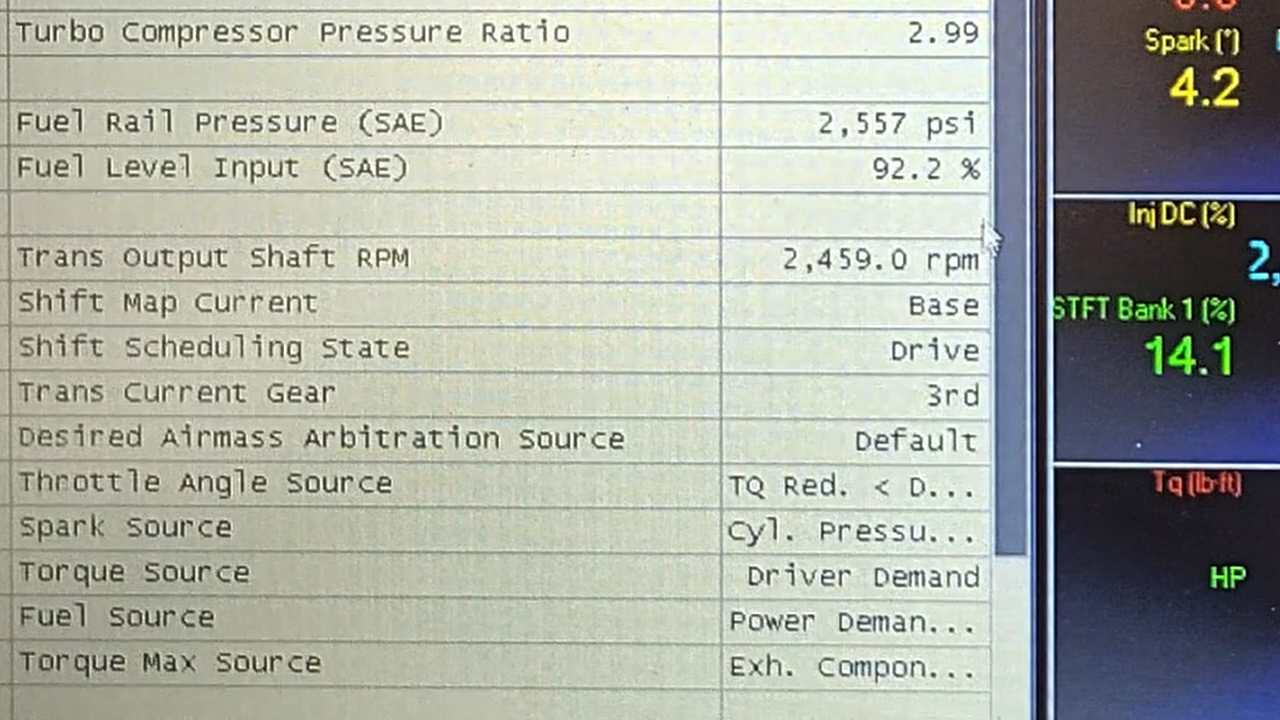 Turbo Compressor Pressure Ratio 2.99
Fuel Rail Pressure (SAE) 2,557 psi
Fuel Level Input (SAE) 92.2 %
Trans Output Shaft RPM 2,459.0 rpm
Shift Map Current Base
Shift Scheduling State Drive
Trans Current Gear 3rd
Desired Airmass Arbitration Source Default
Throttle Angle Source TQ Red. < D...
Spark Source Cyl. Pressu...
Torque Source Driver Demand
Fuel Source Power Deman...
Torque Max Source Exh. Compon...
Spark (°)
4.2
Inj DC (%)
2,
STFT Bank 1 (%)
14.1
Tq (lb·ft)
HP